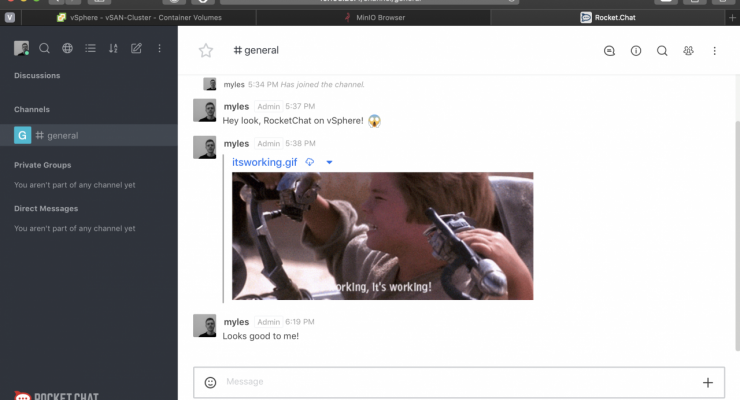 vSphere - vSAN-Cluster - Container Volumes
MinIO Browser
Rocket.Chat
Discussions
Channels
G # general
Private Groups
You aren't part of any channel yet
Direct Messages
You aren't part of any channel yet
ROCKET.CHAT
# general
myles 5:34 PM Has joined the channel.
myles Admin 5:37 PM
Hey look, RocketChat on vSphere!
myles Admin 5:38 PM
itsworking.gif
orking, it's working!
myles Admin 6:19 PM
Looks good to me!
Message